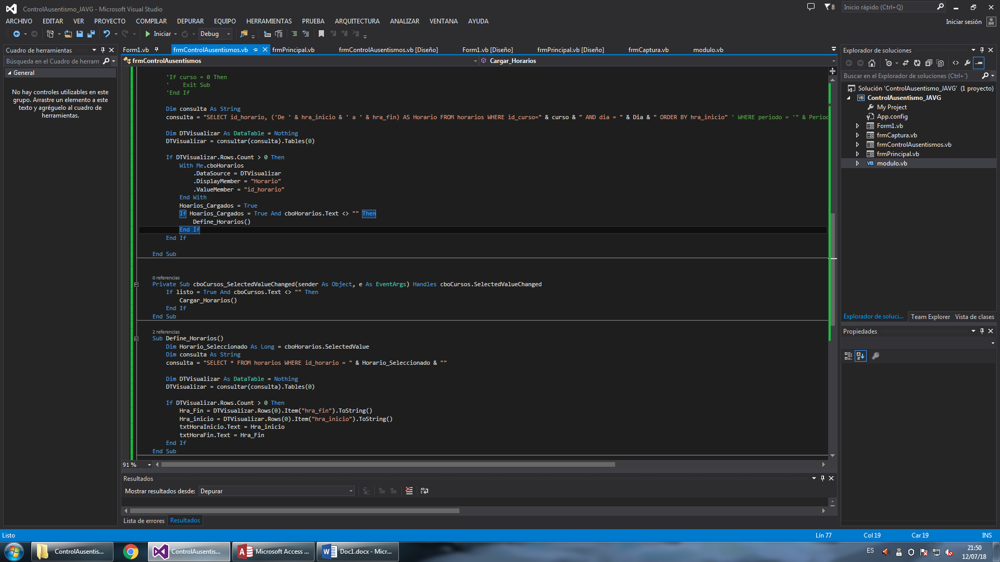 ControlAusentismo_JAVG - Microsoft Visual Studio
8
Inicio rápido (Ctrl+Q)
ARCHIVO EDITAR VER PROYECTO COMPILAR DEPURAR EQUIPO HERRAMIENTAS PRUEBA ARQUITECTURA ANALIZAR VENTANA AYUDA
Iniciar sesión
Iniciar Debug
Cuadro de herramientas
Búsqueda en el Cuadro de herram
General
No hay controles utilizables en este
grupo. Arrastre un elemento a este
texto y agréguelo al cuadro de
herramientas.
Form1.vb frmControlAusentismos.vb frmPrincipal.vb frmControlAusentismos.vb [Diseño] Form1.vb [Diseño] frmPrincipal.vb [Diseño] frmCaptura.vb modulo.vb
frmControlAusentismos Cargar_Horarios
'If curso = 0 Then
'    Exit Sub
'End If
Dim consulta As String
consulta = "SELECT id_horario, ('De ' & hra_inicio & ' a ' & hra_fin) AS Horario FROM horarios WHERE id_curso=" & curso & " AND dia = " & Dia & " ORDER BY hra_inicio" ' WHERE periodo = '" & Period
Dim DTVisualizar As DataTable = Nothing
DTVisualizar = consultar(consulta).Tables(0)
If DTVisualizar.Rows.Count > 0 Then
With Me.cboHorarios
.DataSource = DTVisualizar
.DisplayMember = "Horario"
.ValueMember = "id_horario"
End With
Hoarios_Cargados = True
If Hoarios_Cargados = True And cboHorarios.Text <> "" Then
Define_Horarios()
End If
End If
End Sub
0 referencias
Private Sub cboCursos_SelectedValueChanged(sender As Object, e As EventArgs) Handles cboCursos.SelectedValueChanged
If listo = True And cboCursos.Text <> "" Then
Cargar_Horarios()
End If
End Sub
2 referencias
Sub Define_Horarios()
Dim Horario_Seleccionado As Long = cboHorarios.SelectedValue
Dim consulta As String
consulta = "SELECT * FROM horarios WHERE id_horario = " & Horario_Seleccionado & ""
Dim DTVisualizar As DataTable = Nothing
DTVisualizar = consultar(consulta).Tables(0)
If DTVisualizar.Rows.Count > 0 Then
Hra_Fin = DTVisualizar.Rows(0).Item("hra_fin").ToString()
Hra_inicio = DTVisualizar.Rows(0).Item("hra_inicio").ToString()
txtHoraInicio.Text = Hra_inicio
txtHoraFin.Text = Hra_Fin
End If
End Sub
91 %
Resultados
Mostrar resultados desde: Depurar
Lista de errores Resultados
Explorador de soluciones
Buscar en el Explorador de soluciones (Ctrl+´)
Solución 'ControlAusentismo_JAVG' (1 proyecto)
ControlAusentismo_JAVG
My Project
App.config
Form1.vb
frmCaptura.vb
frmControlAusentismos.vb
frmPrincipal.vb
modulo.vb
Explorador de soluci... Team Explorer Vista de clases
Propiedades
Listo Lín 77 Col 19 Car 19 INS
ControlAusentis... ControlAusentis... Microsoft Access ... Doc1.docx - Micr...
ES
21:50
12/07/18